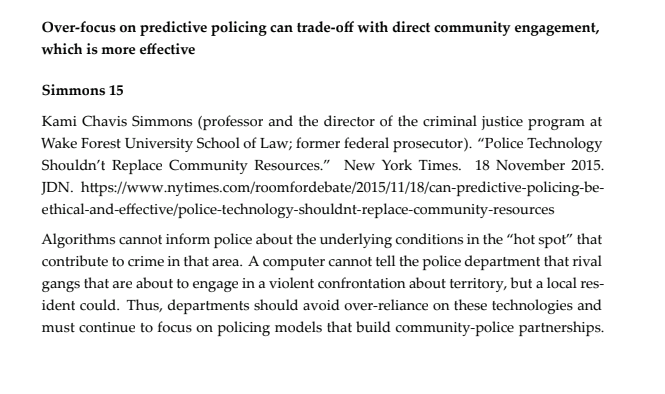 Over-focus on predictive policing can trade-off with direct community engagement,
which is more effective
Simmons 15
Kami Chavis Simmons (professor and the director of the criminal justice program at
Wake Forest University School of Law; former federal prosecutor). “Police Technology
Shouldn’t Replace Community Resources.” New York Times. 18 November 2015.
JDN. https://www.nytimes.com/roomfordebate/2015/11/18/can-predictive-policing-be-
ethical-and-effective/police-technology-shouldnt-replace-community-resources
Algorithms cannot inform police about the underlying conditions in the “hot spot” that
contribute to crime in that area. A computer cannot tell the police department that rival
gangs that are about to engage in a violent confrontation about territory, but a local res-
ident could. Thus, departments should avoid over-reliance on these technologies and
must continue to focus on policing models that build community-police partnerships.